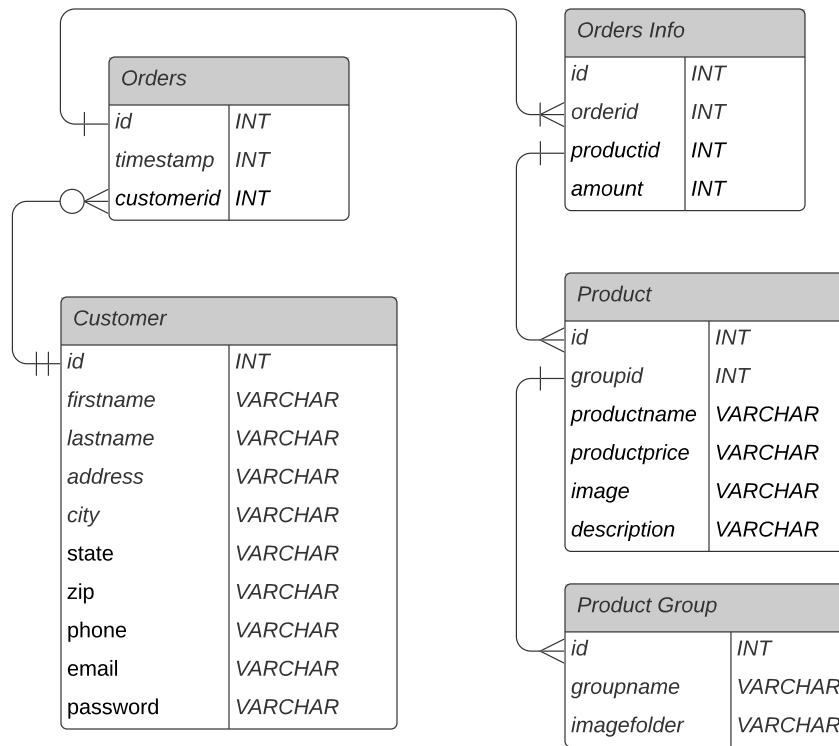 Orders
id INT
timestamp INT
customerid INT
Customer
id INT
firstname VARCHAR
lastname VARCHAR
address VARCHAR
city VARCHAR
state VARCHAR
zip VARCHAR
phone VARCHAR
email VARCHAR
password VARCHAR
Orders Info
id INT
orderid INT
productid INT
amount INT
Product
id INT
groupid INT
productname VARCHAR
productprice VARCHAR
image VARCHAR
description VARCHAR
Product Group
id INT
groupname VARCHAR
imagefolder VARCHAR